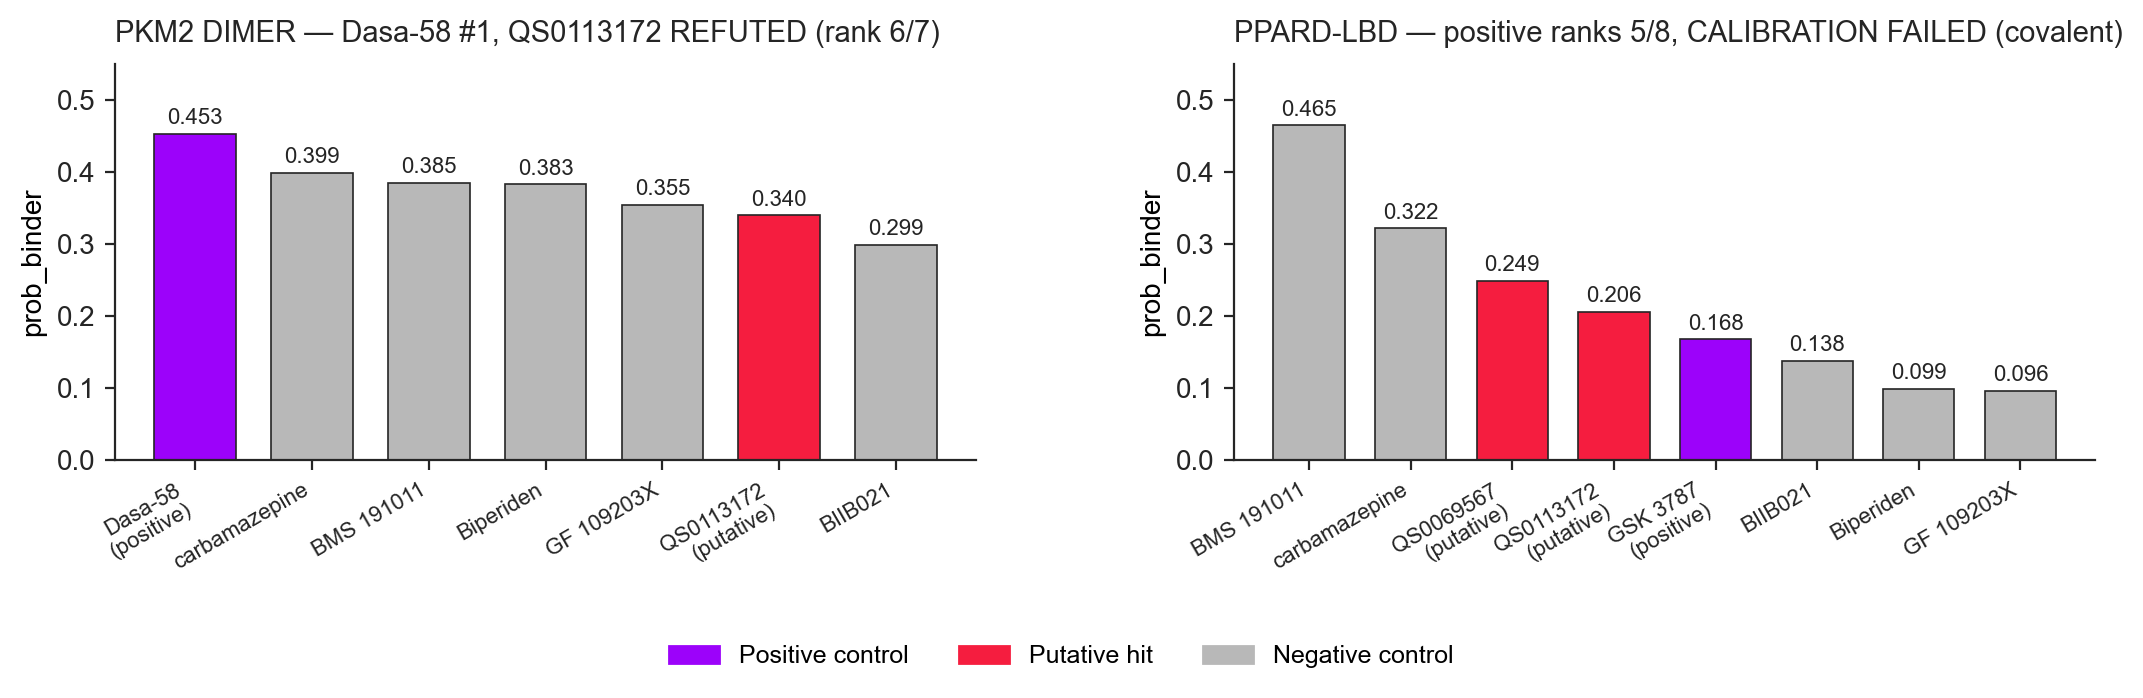 PKM2 DIMER — Dasa-58 #1, QS0113172 REFUTED (rank 6/7)
prob_binder
0.5
0.4
0.3
0.2
0.1
0.0
0.453
0.399
0.385
0.383
0.355
0.340
0.299
Dasa-58
(positive)
carbamazepine
BMS 191011
Biperiden
GF 109203X
QS0113172
(putative)
BIIB021
PPARD-LBD — positive ranks 5/8, CALIBRATION FAILED (covalent)
prob_binder
0.5
0.4
0.3
0.2
0.1
0.0
0.465
0.322
0.249
0.206
0.168
0.138
0.099
0.096
BMS 191011
carbamazepine
QS0069567
(putative)
QS0113172
(putative)
GSK 3787
(positive)
BIIB021
Biperiden
GF 109203X
Positive control
Putative hit
Negative control